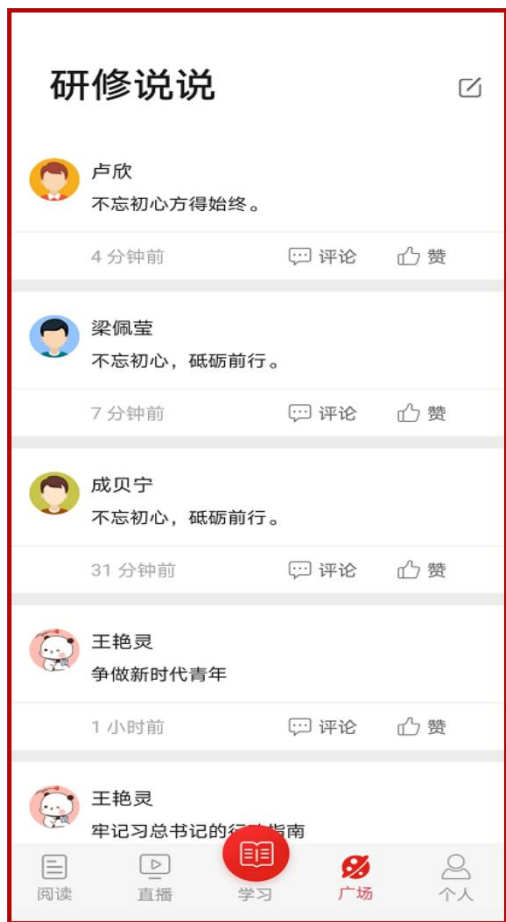 研修说说
卢欣
不忘初心方得始终。
4 分钟前 评论 赞
梁佩莹
不忘初心，砥砺前行。
7 分钟前 评论 赞
成贝宁
不忘初心，砥砺前行。
31 分钟前 评论 赞
王艳灵
争做新时代青年
1 小时前 评论 赞
王艳灵
牢记习总书记的行动指南
阅读 直播 学习 广场 个人